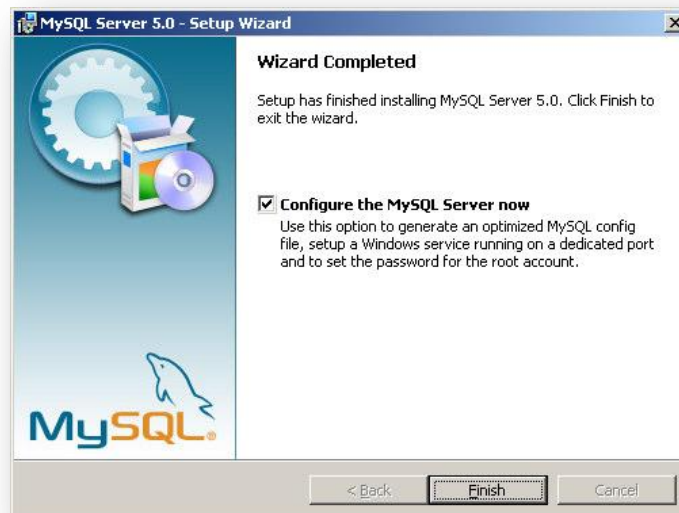 MySQL Server 5.0 - Setup Wizard
Wizard Completed
Setup has finished installing MySQL Server 5.0. Click Finish to
exit the wizard.
Configure the MySQL Server now
Use this option to generate an optimized MySQL config
file, setup a Windows service running on a dedicated port
and to set the password for the root account.
MySQL®
< Back
Finish
Cancel